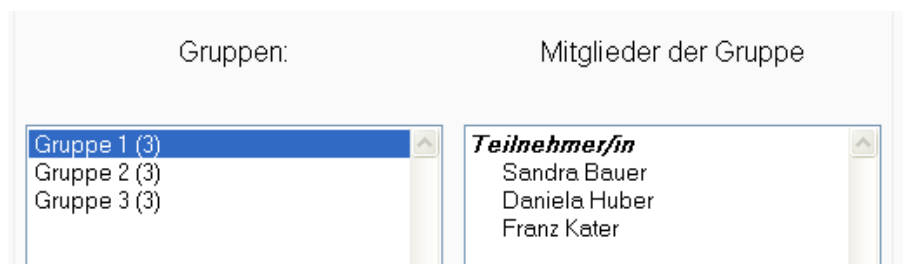 Gruppen:
Mitglieder der Gruppe
Gruppe 1 (3)
Gruppe 2 (3)
Gruppe 3 (3)
Teilnehmer/in
Sandra Bauer
Daniela Huber
Franz Kater